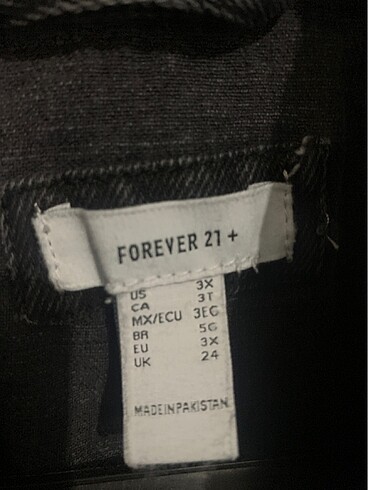 FOREVER 21 +
US 3X
CA 3T
MX/ECU 3EG
BR 5G
EU 3X
UK 24
MADE IN PAKISTAN